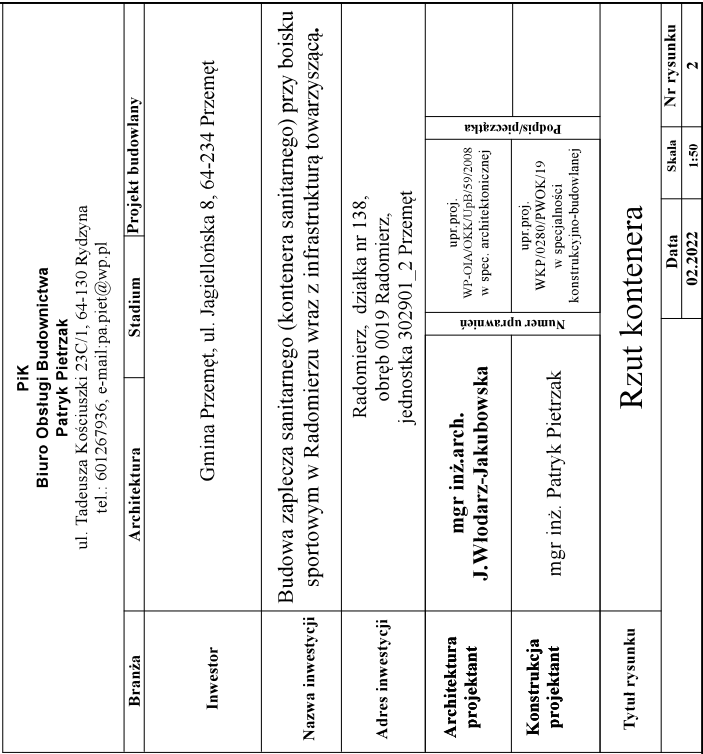 PiK
Biuro Obsługi Budownictwa
Patryk Pietrzak
ul. Tadeusza Kościuszki 23C/1, 64-130 Rydzyna
tel.: 601267936, e-mail:pa.piet@wp.pl
Branża Architektura Stadium Projekt budowlany
Inwestor Gmina Przemęt, ul. Jagiellońska 8, 64-234 Przemęt
Nazwa inwestycji
Budowa zaplecza sanitarnego (kontenera sanitarnego) przy boisku
sportowym w Radomierzu wraz z infrastrukturą towarzyszącą.
Adres inwestycji
Radomierz, działka nr 138,
obręb 0019 Radomierz,
jednostka 302901_2 Przemęt
Architektura
projektant
mgr inż.arch.
J.Włodarz-Jakubowska
Numer uprawnień
upr.proj.
WP-OIA/OKK/UpB/59/2008
w spec. architektonicznej
Podpis/pieczątka
Konstrukcja
projektant
mgr inż. Patryk Pietrzak
upr.proj.
WKP/0280/PWOK/19
w specjalności
konstrukcyjno-budowlanej
Tytuł rysunku Rzut kontenera
Data Skala Nr rysunku
02.2022 1:50 2